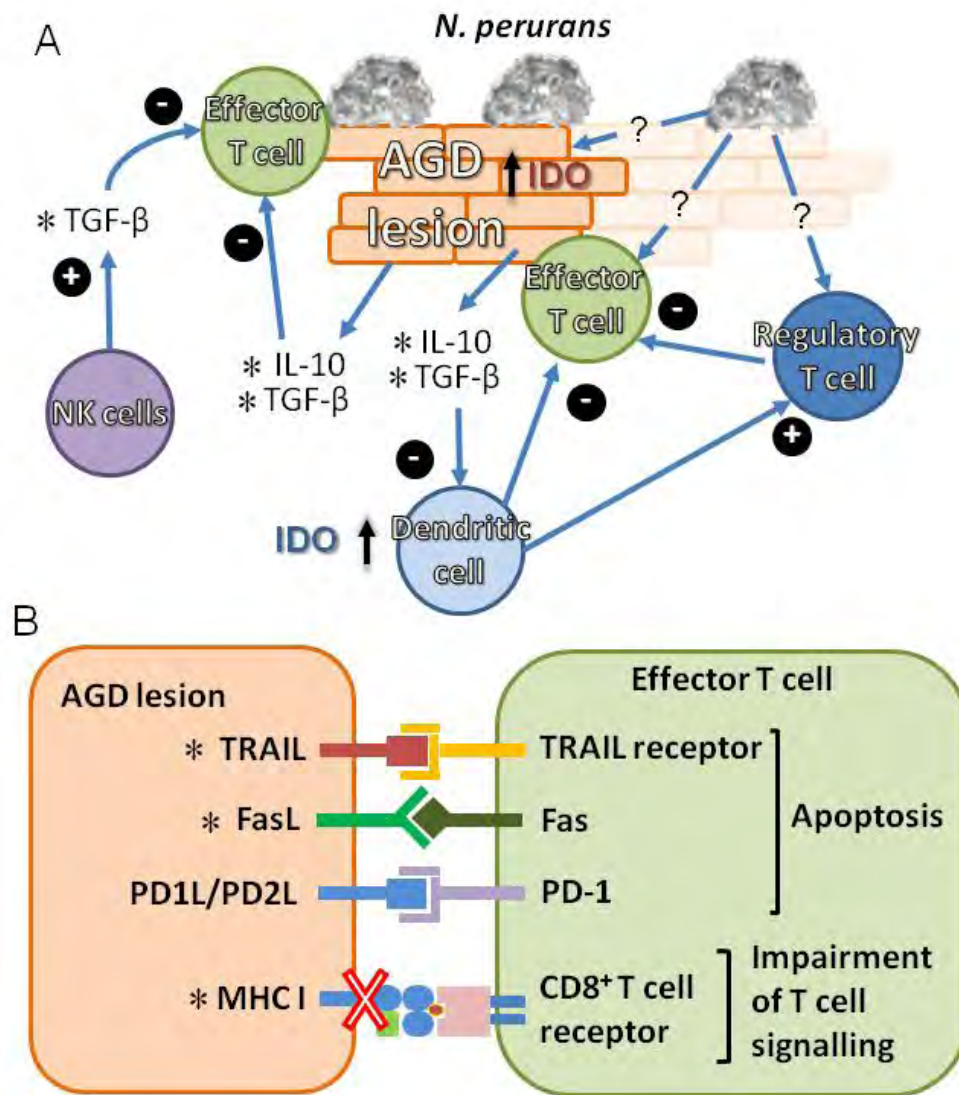 A
N. perurans
-
Effector
T cell
?
AGD
IDO
lesion
?
?
* TGF-β
-
+
Effector
T cell
-
Regulatory
T cell
* IL-10
* TGF-β
* IL-10
* TGF-β
NK cells
-
+
-
IDO
Dendritic
cell
B
AGD lesion
Effector T cell
* TRAIL
TRAIL receptor
* FasL
Fas
Apoptosis
PD1L/PD2L
PD-1
* MHC I
CD8⁺ T cell
receptor
Impairment
of T cell
signalling